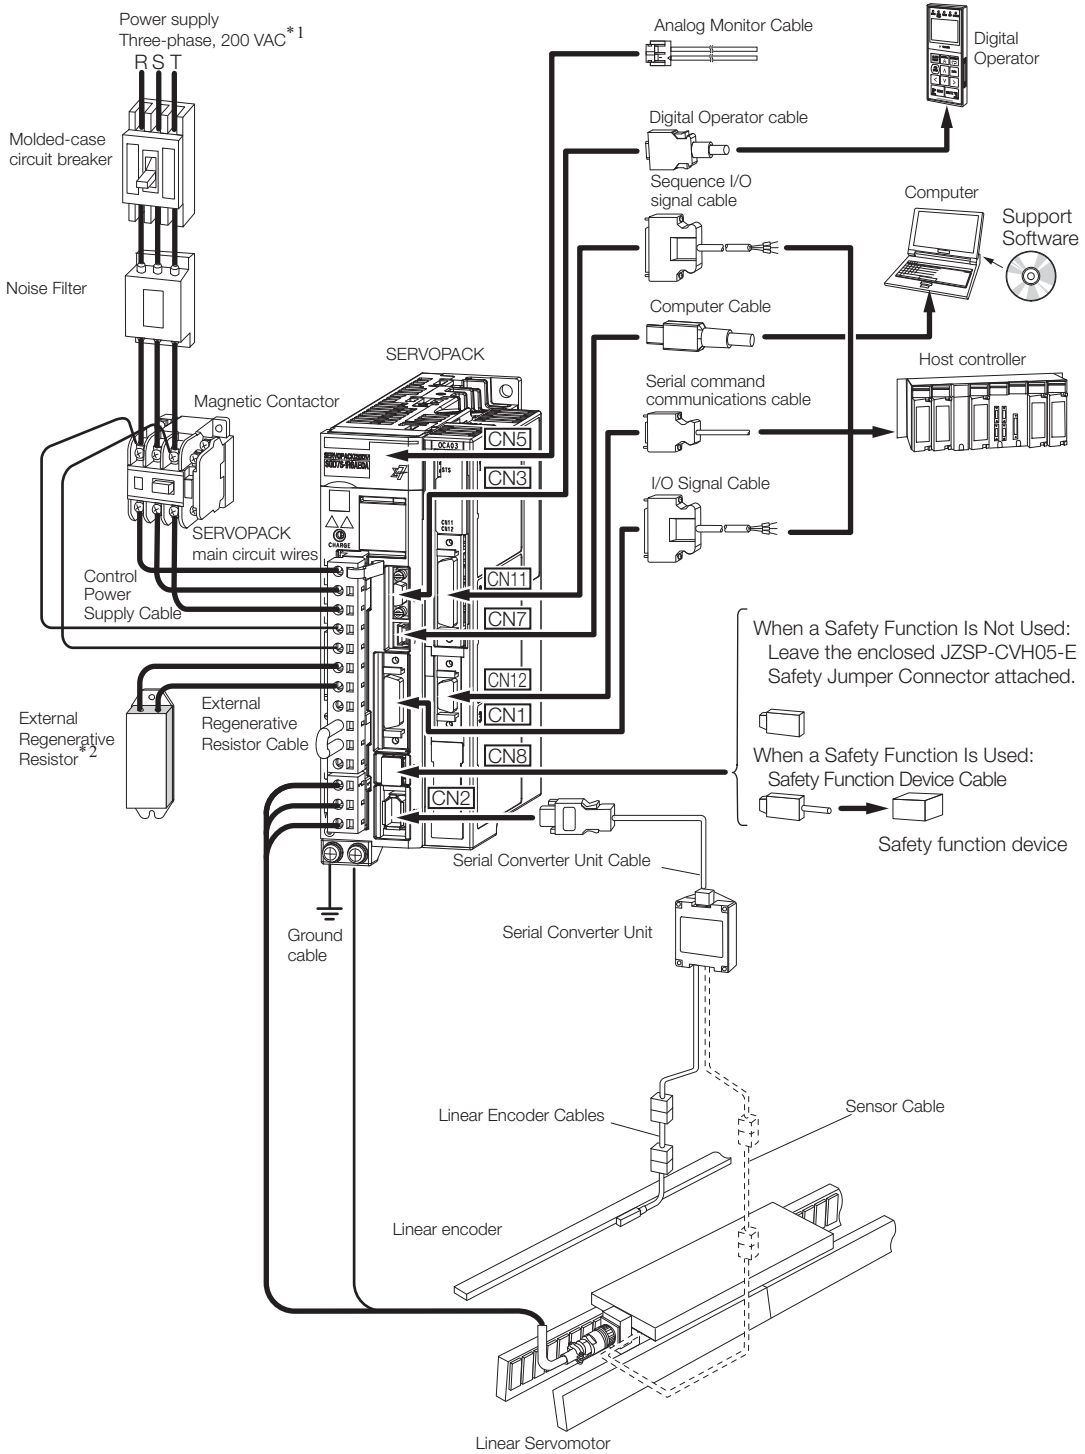 Power supply
Three-phase, 200 VAC*1
R S T
Molded-case
circuit breaker
Noise Filter
Magnetic Contactor
SERVOPACK
SERVOPACK
main circuit wires
Control
Power
Supply Cable
External
Regenerative
Resistor*2
External
Regenerative
Resistor Cable
CHARGE
OCA03
STS
CN11
CN12
CN5
CN3
CN11
CN7
CN12
CN1
CN8
CN2
Analog Monitor Cable
Digital
Operator
Digital Operator cable
Sequence I/O
signal cable
Computer
Support
Software
Computer Cable
Host controller
Serial command
communications cable
I/O Signal Cable
When a Safety Function Is Not Used:
Leave the enclosed JZSP-CVH05-E
Safety Jumper Connector attached.
When a Safety Function Is Used:
Safety Function Device Cable
Safety function device
Serial Converter Unit Cable
Serial Converter Unit
Ground
cable
Linear Encoder Cables
Sensor Cable
Linear encoder
Linear Servomotor